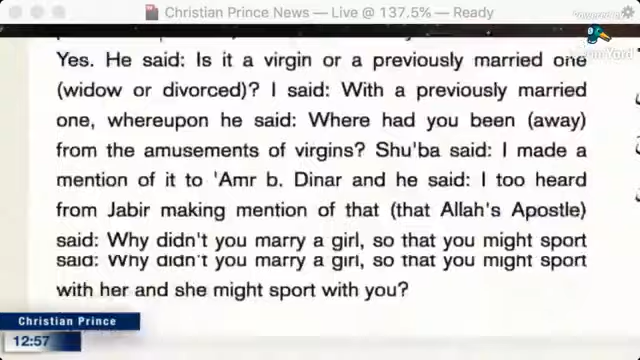 Christian Prince News — Live @ 137.5% — Ready
Yes. He said: Is it a virgin or a previously married one
(widow or divorced)? I said: With a previously married
one, whereupon he said: Where had you been (away)
from the amusements of virgins? Shu'ba said: I made a
mention of it to 'Amr b. Dinar and he said: I too heard
from Jabir making mention of that (that Allah's Apostle)
said: Why didn't you marry a girl, so that you might sport
said: Why didn't you marry a girl, so that you might sport
with her and she might sport with you?
Christian Prince
12:57